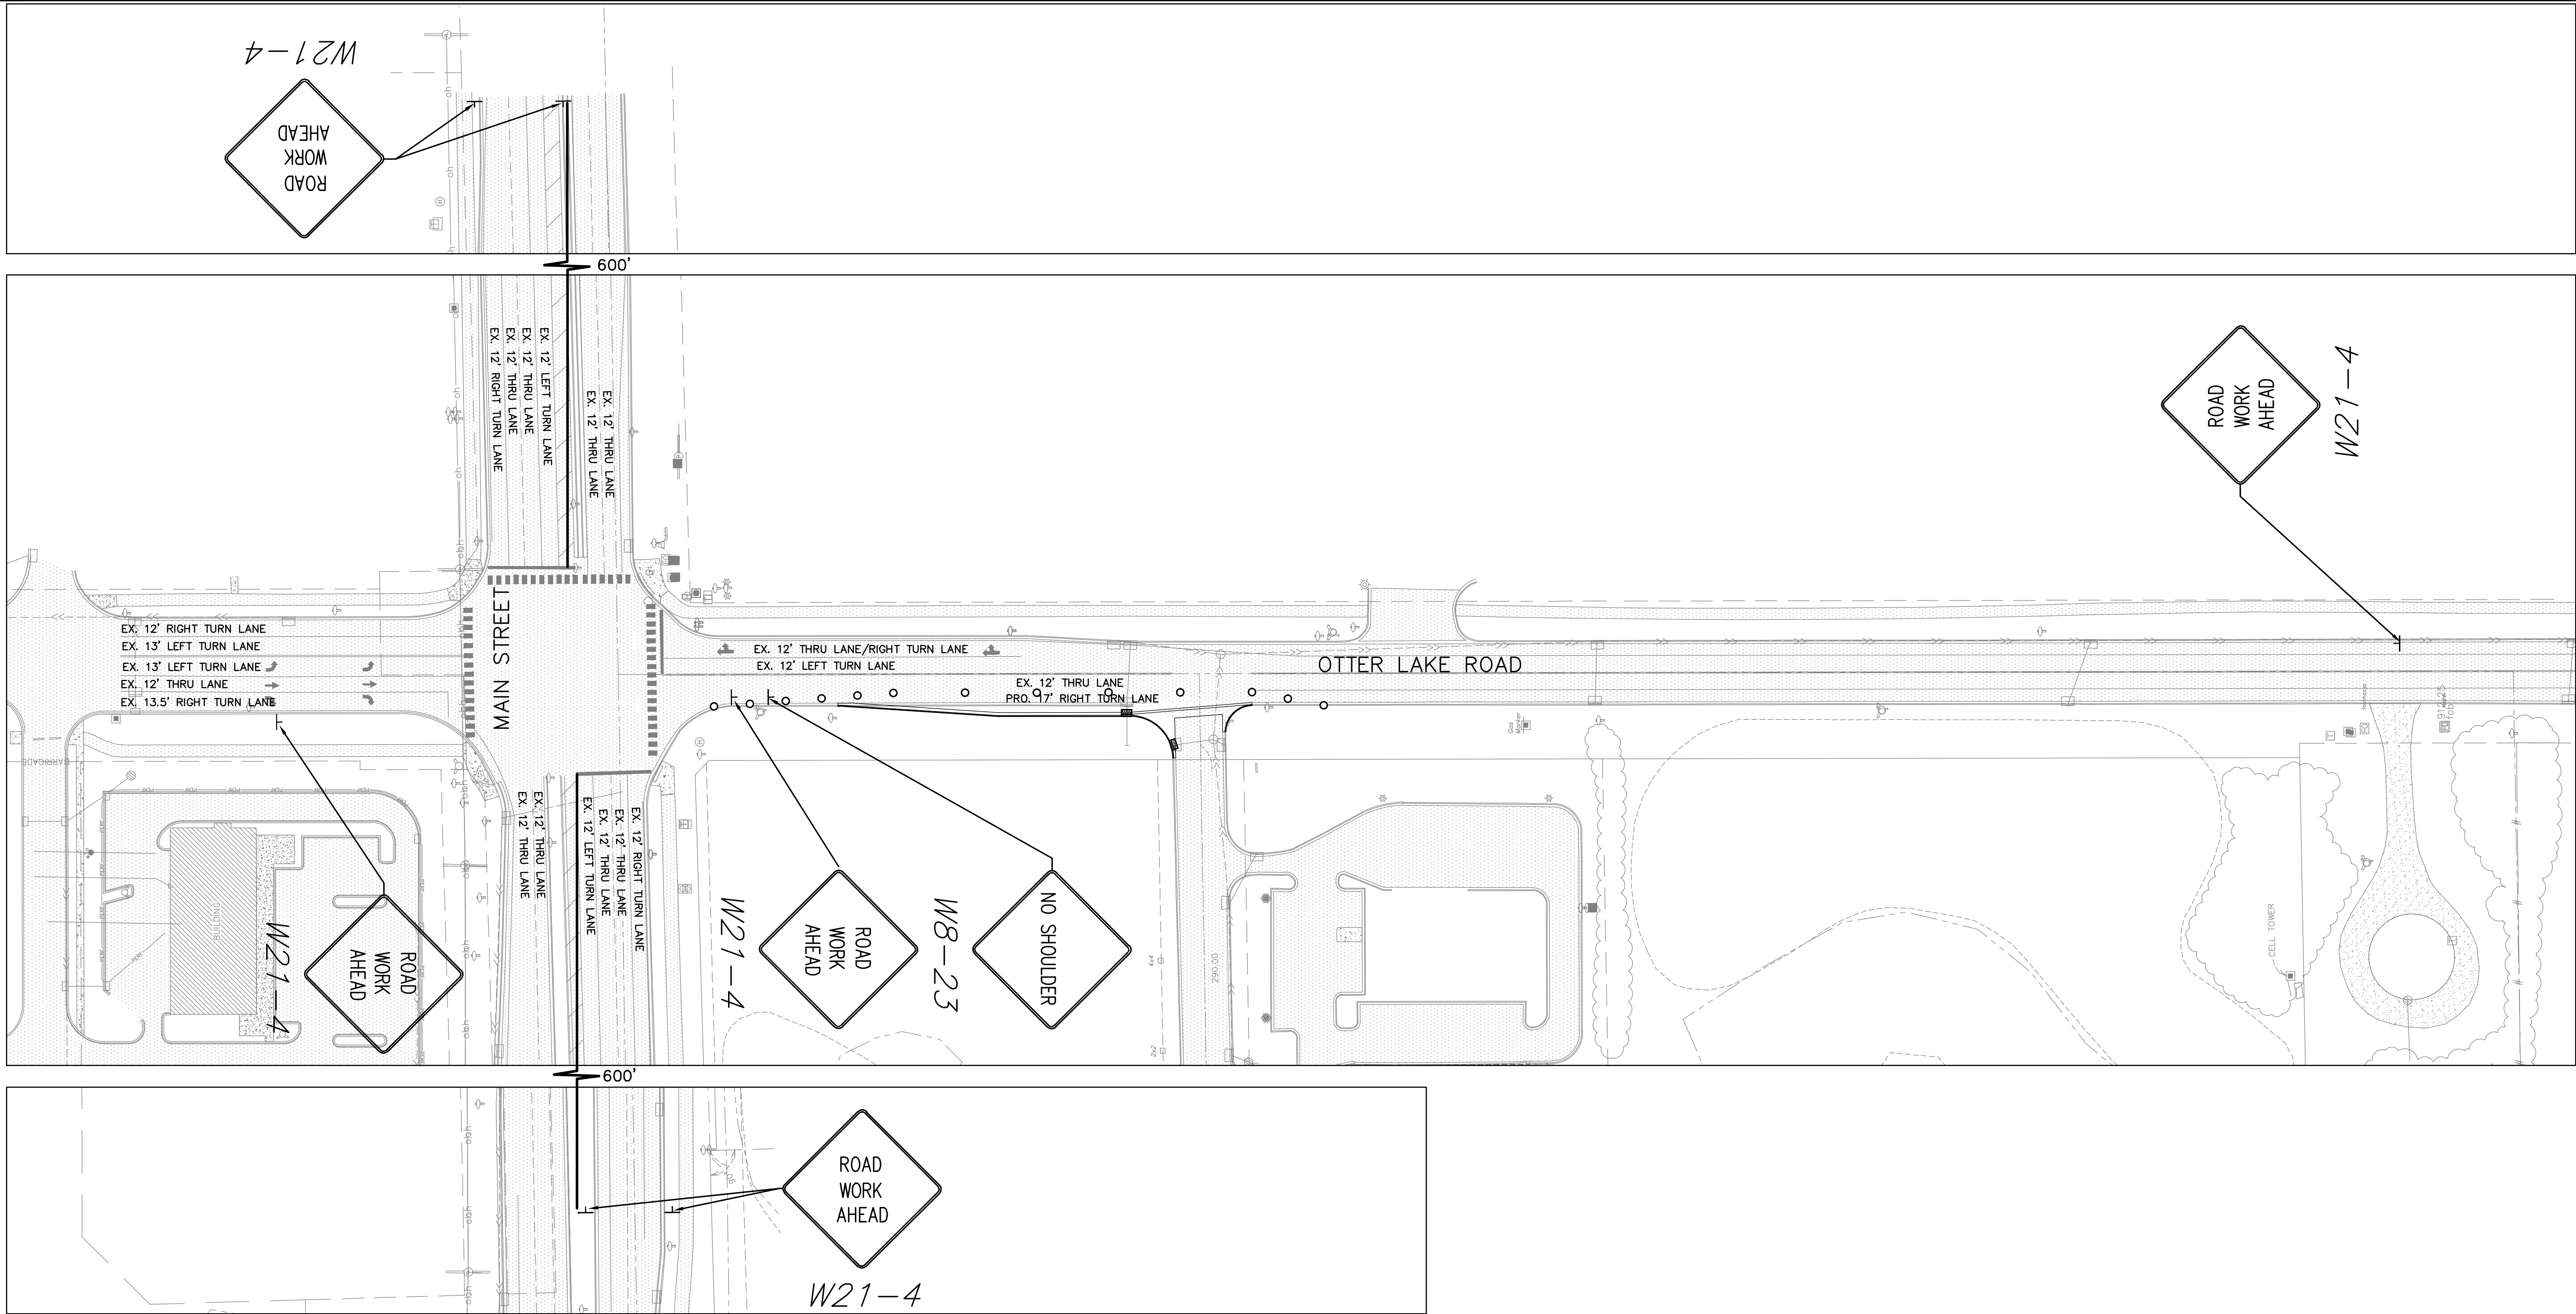 W21-4
ROAD
WORK
AHEAD
600'
EX. 12' RIGHT TURN LANE
EX. 12' THRU LANE
EX. 12' THRU LANE
EX. 12' LEFT TURN LANE
EX. 12' THRU LANE
EX. 12' THRU LANE
ROAD
WORK
AHEAD
W21-4
EX. 12' RIGHT TURN LANE
EX. 13' LEFT TURN LANE
EX. 13' LEFT TURN LANE
EX. 12' THRU LANE
EX. 13.5' RIGHT TURN LANE
MAIN STREET
EX. 12' THRU LANE/RIGHT TURN LANE
EX. 12' LEFT TURN LANE
OTTER LAKE ROAD
EX. 12' THRU LANE
PRO. 17' RIGHT TURN LANE
Gas
Marker
BARRICADE
BUILDING
W21-4
ROAD
WORK
AHEAD
EX. 12' THRU LANE
EX. 12' THRU LANE
EX. 12' LEFT TURN LANE
EX. 12' THRU LANE
EX. 12' THRU LANE
EX. 12' RIGHT TURN LANE
W21-4
ROAD
WORK
AHEAD
W8-23
NO SHOULDER
4x4
2x2
CELL TOWER
600'
ROAD
WORK
AHEAD
W21-4